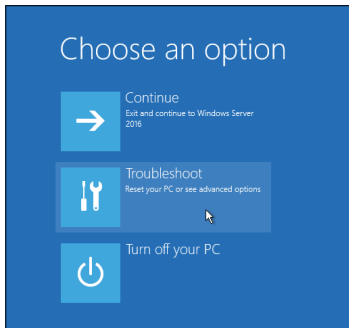 Choose an option
Continue
Exit and continue to Windows Server
2016
Troubleshoot
Reset your PC or see advanced options
Turn off your PC